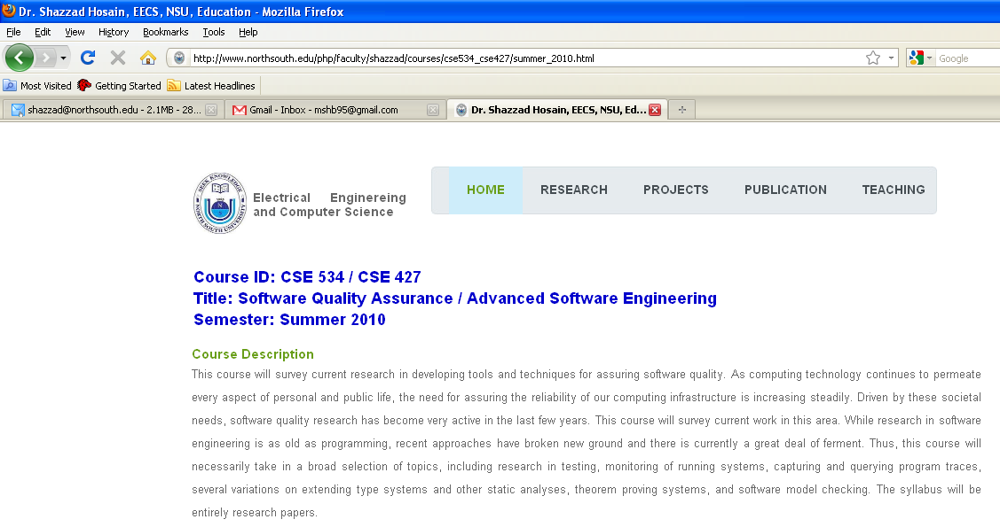 Dr. Shazzad Hosain, EECS, NSU, Education - Mozilla Firefox
File Edit View History Bookmarks Tools Help
http://www.northsouth.edu/php/faculty/shazzad/courses/cse534_cse427/summer_2010.html
Google
Most Visited Getting Started Latest Headlines
shazzad@northsouth.edu - 2.1MB - 28... Gmail - Inbox - mshb95@gmail.com Dr. Shazzad Hosain, EECS, NSU, Ed...
SEEK KNOWLEDGE
N
S
NORTH SOUTH UNIVERSITY
Electrical Enginereing
and Computer Science
HOME RESEARCH PROJECTS PUBLICATION TEACHING
Course ID: CSE 534 / CSE 427
Title: Software Quality Assurance / Advanced Software Engineering
Semester: Summer 2010
Course Description
This course will survey current research in developing tools and techniques for assuring software quality. As computing technology continues to permeate
every aspect of personal and public life, the need for assuring the reliability of our computing infrastructure is increasing steadily. Driven by these societal
needs, software quality research has become very active in the last few years. This course will survey current work in this area. While research in software
engineering is as old as programming, recent approaches have broken new ground and there is currently a great deal of ferment. Thus, this course will
necessarily take in a broad selection of topics, including research in testing, monitoring of running systems, capturing and querying program traces,
several variations on extending type systems and other static analyses, theorem proving systems, and software model checking. The syllabus will be
entirely research papers.